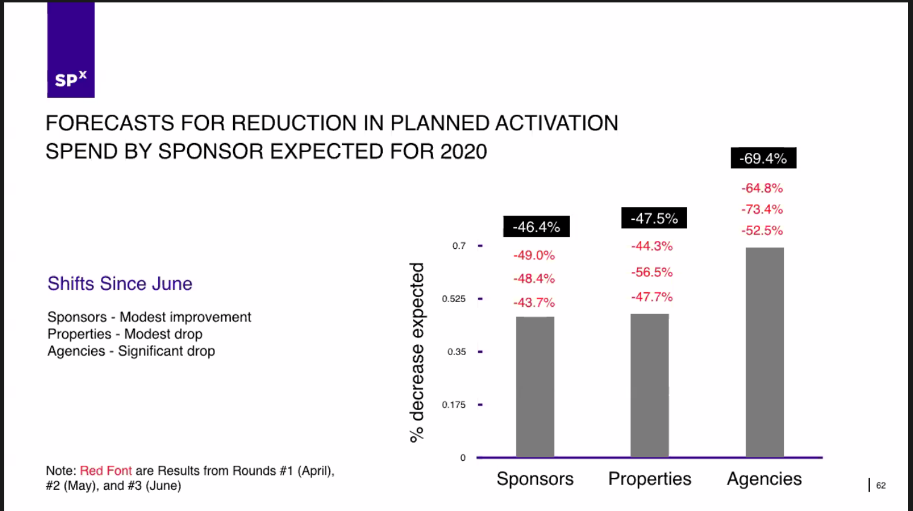 SPx
FORECASTS FOR REDUCTION IN PLANNED ACTIVATION
SPEND BY SPONSOR EXPECTED FOR 2020
Shifts Since June
Sponsors - Modest improvement
Properties - Modest drop
Agencies - Significant drop
Note: Red Font are Results from Rounds #1 (April),
#2 (May), and #3 (June)
% decrease expected
0.7
0.525
0.35
0.175
0
-46.4%
-49.0%
-48.4%
-43.7%
-47.5%
-44.3%
-56.5%
-47.7%
-69.4%
-64.8%
-73.4%
-52.5%
Sponsors
Properties
Agencies
62